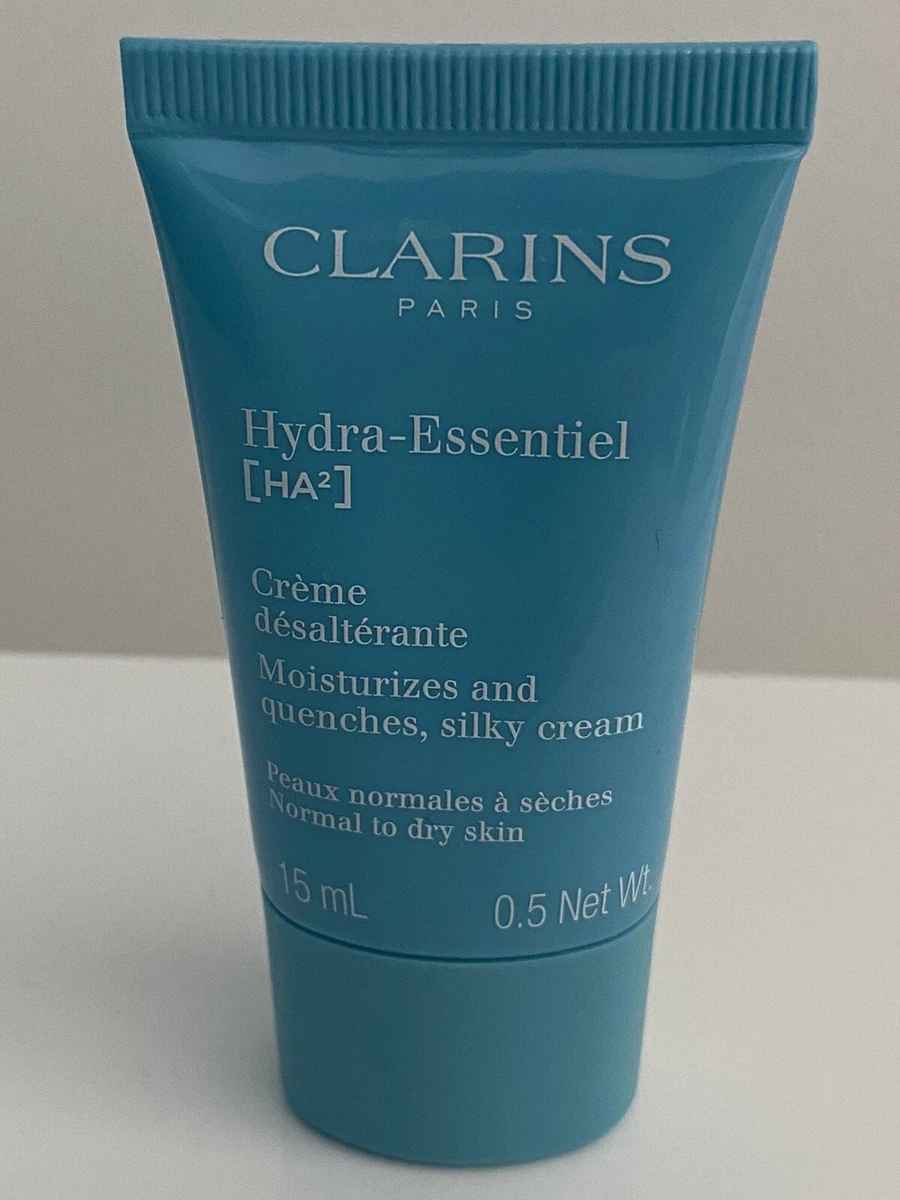 CLARINS
PARIS
Hydra-Essentiel
[HA²]
Crème
désaltérante
Moisturizes and
quenches, silky cream
Peaux normales à sèches
Normal to dry skin
15 mL 0.5 Net Wt.